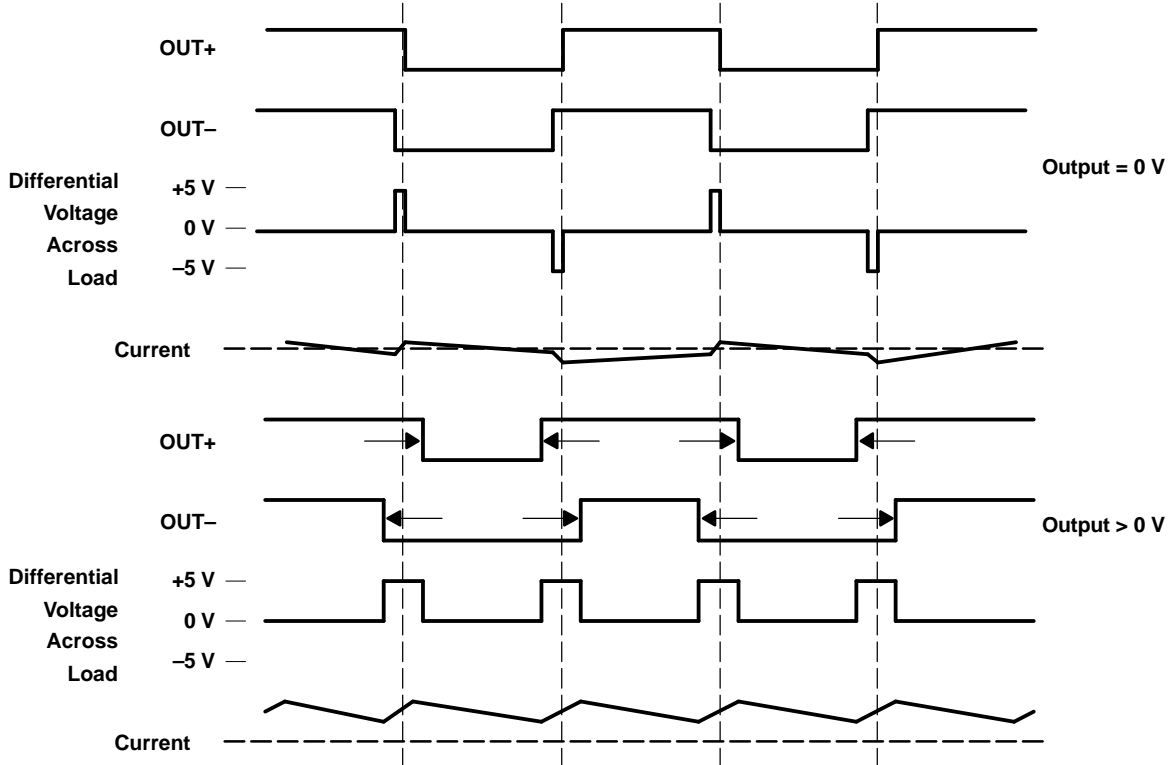 OUT+
OUT–
Output = 0 V
Differential
Voltage
Across
Load
+5 V
0 V
–5 V
Current
OUT+
OUT–
Output > 0 V
Differential
Voltage
Across
Load
+5 V
0 V
–5 V
Current